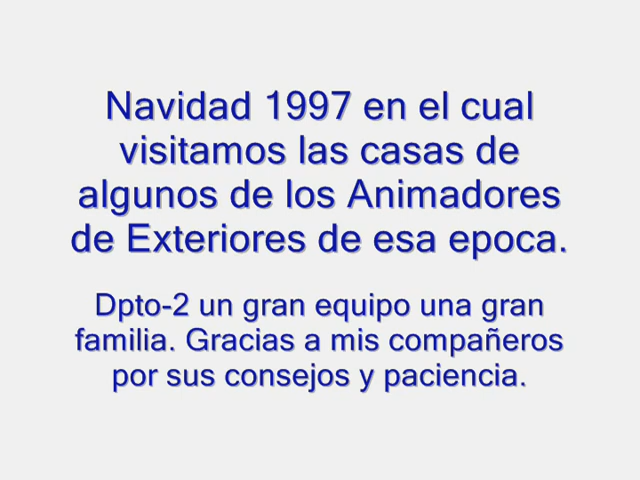 Navidad 1997 en el cual
visitamos las casas de
algunos de los Animadores
de Exteriores de esa epoca.
Dpto-2 un gran equipo una gran
familia. Gracias a mis compañeros
por sus consejos y paciencia.